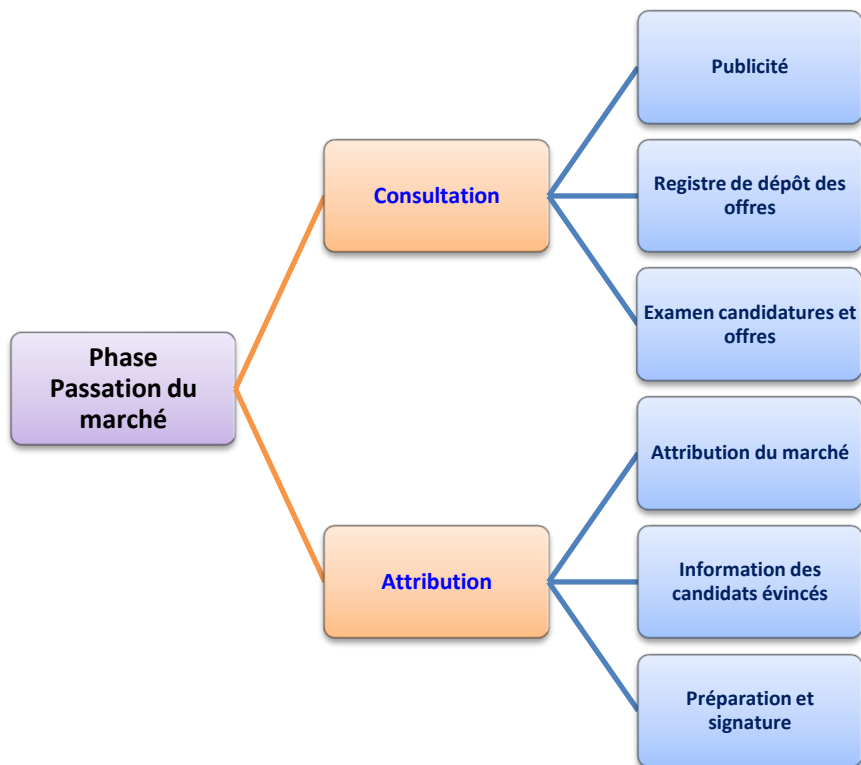 Phase
Passation du
marché
Consultation
Publicité
Registre de dépôt des
offres
Examen candidatures et
offres
Attribution
Attribution du marché
Information des
candidats évincés
Préparation et
signature